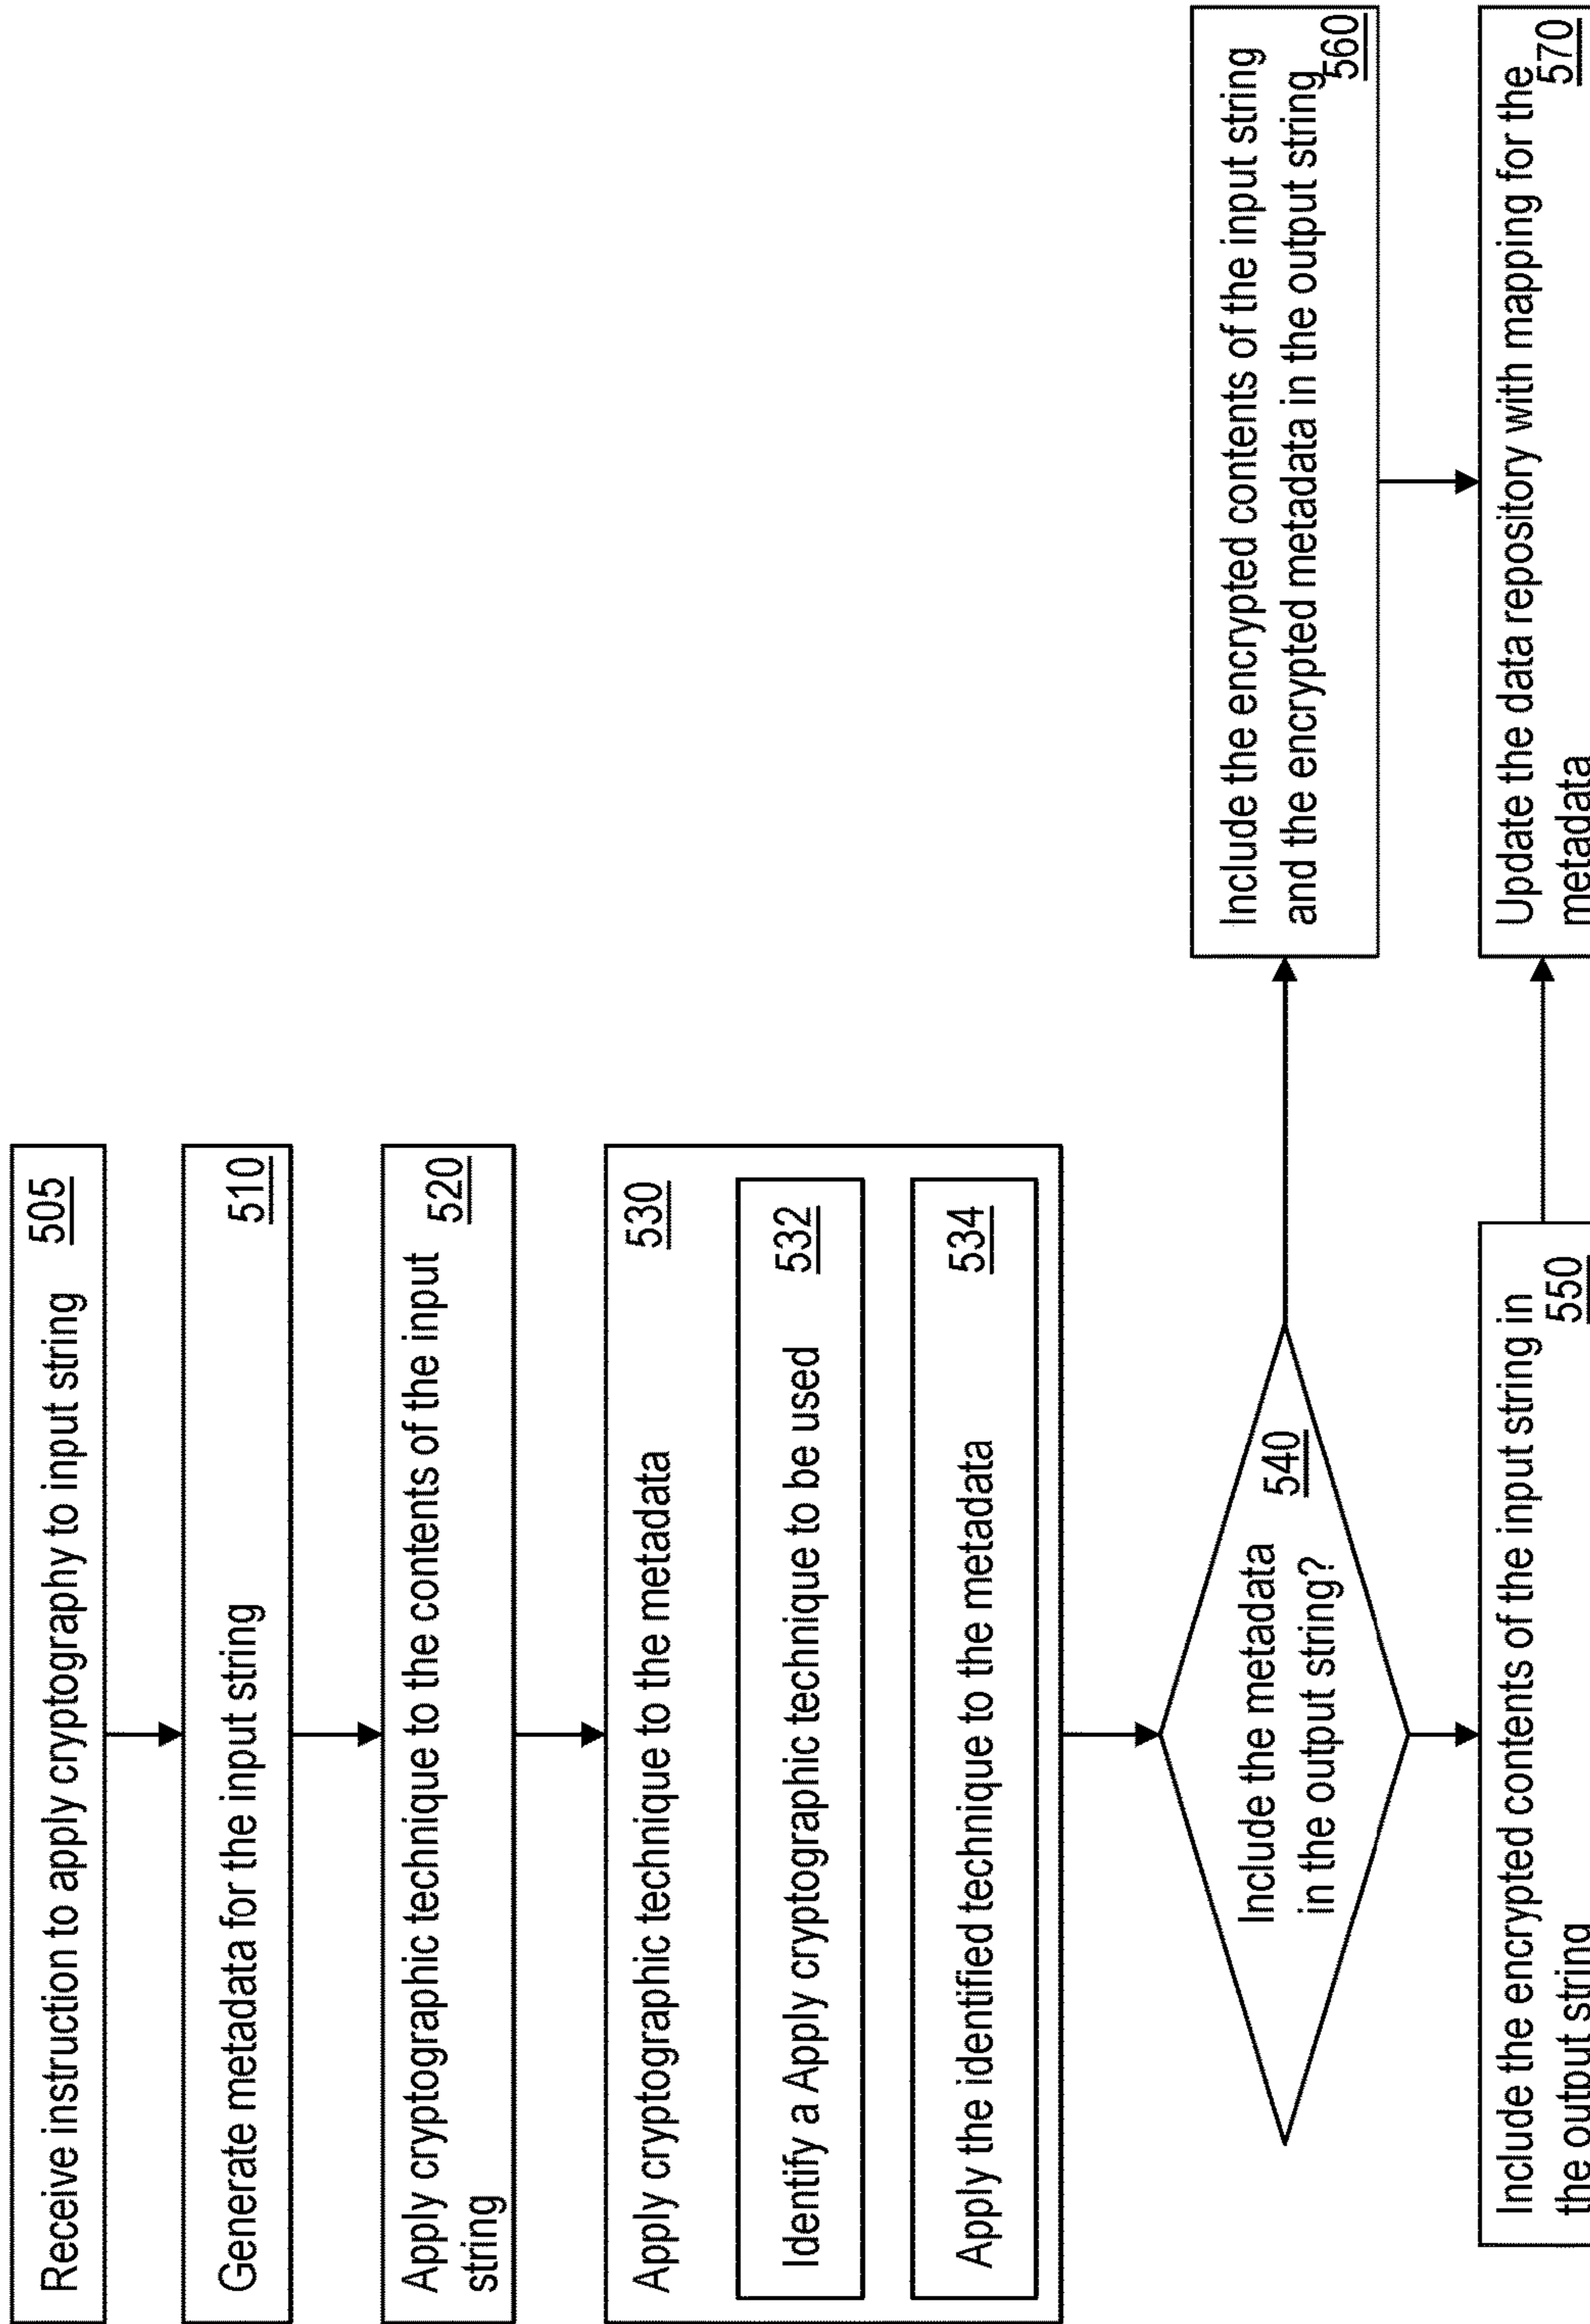 Receive instruction to apply cryptography to input string 505
Generate metadata for the input string 510
Apply cryptographic technique to the contents of the input 520
string
Apply cryptographic technique to the metadata 530
Identify a Apply cryptographic technique to be used 532
Apply the identified technique to the metadata 534
Include the metadata
in the output string?
540
Include the encrypted contents of the input string in
the output string
550
Include the encrypted contents of the input string
and the encrypted metadata in the output string
560
Update the data repository with mapping for the
metadata
570